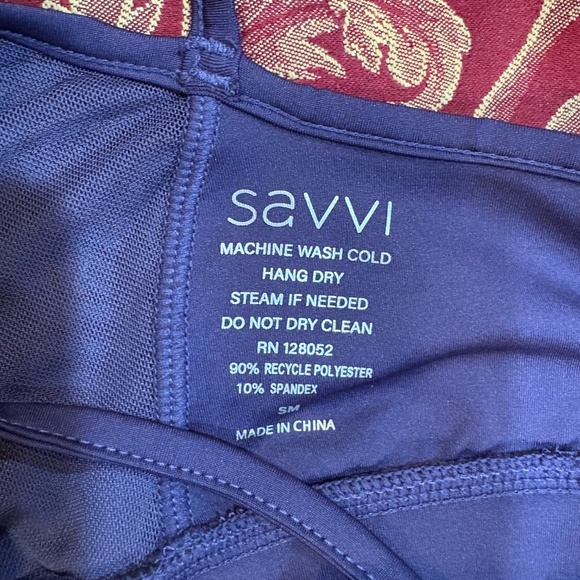 savvi
MACHINE WASH COLD
HANG DRY
STEAM IF NEEDED
DO NOT DRY CLEAN
RN 128052
90% RECYCLE POLYESTER
10% SPANDEX
SM
MADE IN CHINA